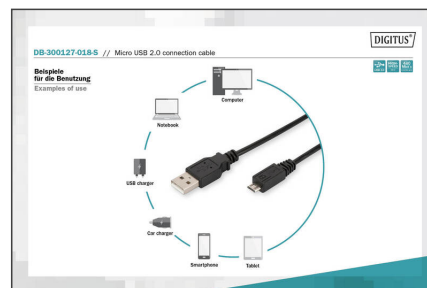 DIGITUS®
DB-300127-018-S // Micro USB 2.0 connection cable
Beispiele
für die Benutzung
Examples of use
Computer
Notebook
USB charger
Car charger
Smartphone
Tablet